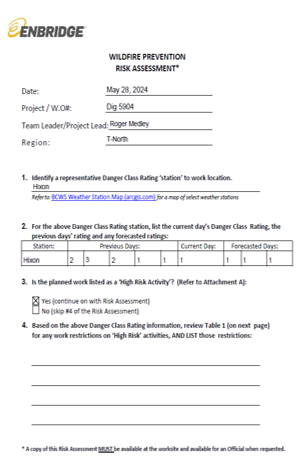 ENBRIDGE
WILDFIRE PREVENTION
RISK ASSESSMENT*
Date: May 28, 2024
Project / W.O#: Dig 5904
Team Leader/Project Lead: Roger Medley
Region: T-North
1. Identify a representative Danger Class Rating 'station' to work location.
Hixon
Refer to: BCWS Weather Station Map (arcgis.com) for a map of select weather stations
2. For the above Danger Class Rating station, list the current day's Danger Class Rating, the
previous days' rating and any forecasted ratings:
Station: Previous Days: Current Day: Forecasted Days:
Hixon 2 3 2 1 1 1 1 1 1
3. Is the planned work listed as a 'High Risk Activity'? (Refer to Attachment A):
Yes (continue on with Risk Assessment)
No (skip #4 of the Risk Assessment)
4. Based on the above Danger Class Rating information, review Table 1 (on next page)
for any work restrictions on 'High Risk' activities, AND LIST those restrictions:
* A copy of this Risk Assessment MUST be available at the worksite and available for an Official when requested.